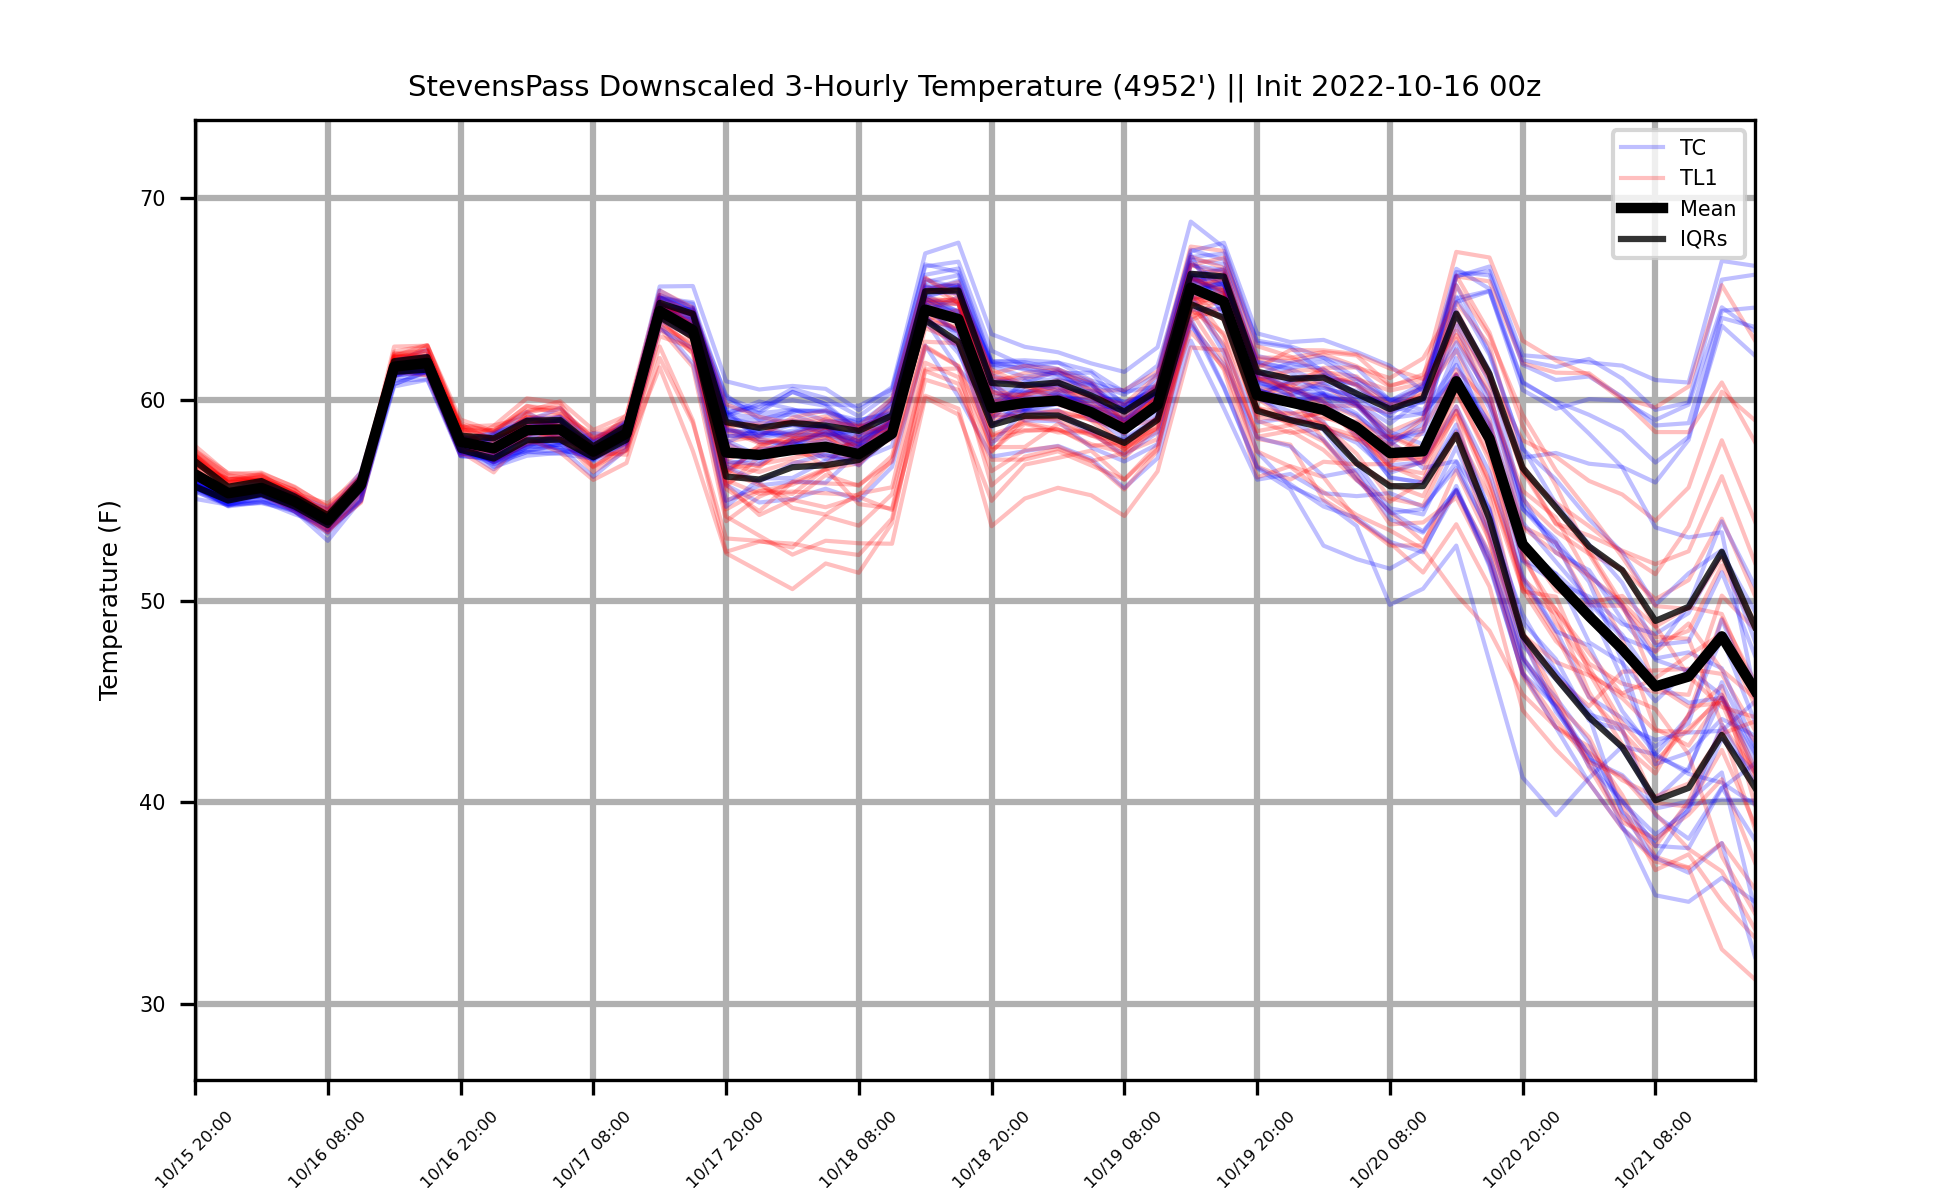 StevensPass Downscaled 3-Hourly Temperature (4952') || Init 2022-10-16 00z
TC
TL1
Mean
IQRs
Temperature (F)
70
60
50
40
30
10/15 20:00
10/16 08:00
10/16 20:00
10/17 08:00
10/17 20:00
10/18 08:00
10/18 20:00
10/19 08:00
10/19 20:00
10/20 08:00
10/20 20:00
10/21 08:00